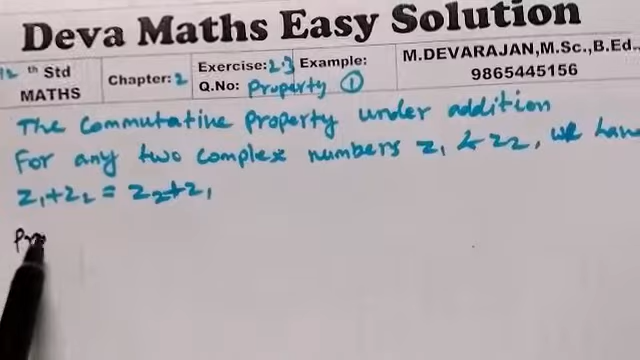 Deva Maths Easy Solution
12 th Std
MATHS
Chapter: 2
Exercise: 2.3
Q.No: Property ①
Example:
M.DEVARAJAN,M.Sc.,B.Ed.,
9865445156
The Commutative Property under addition
For any two complex numbers z₁ & z₂, we have
z₁+z₂ = z₂+z₁